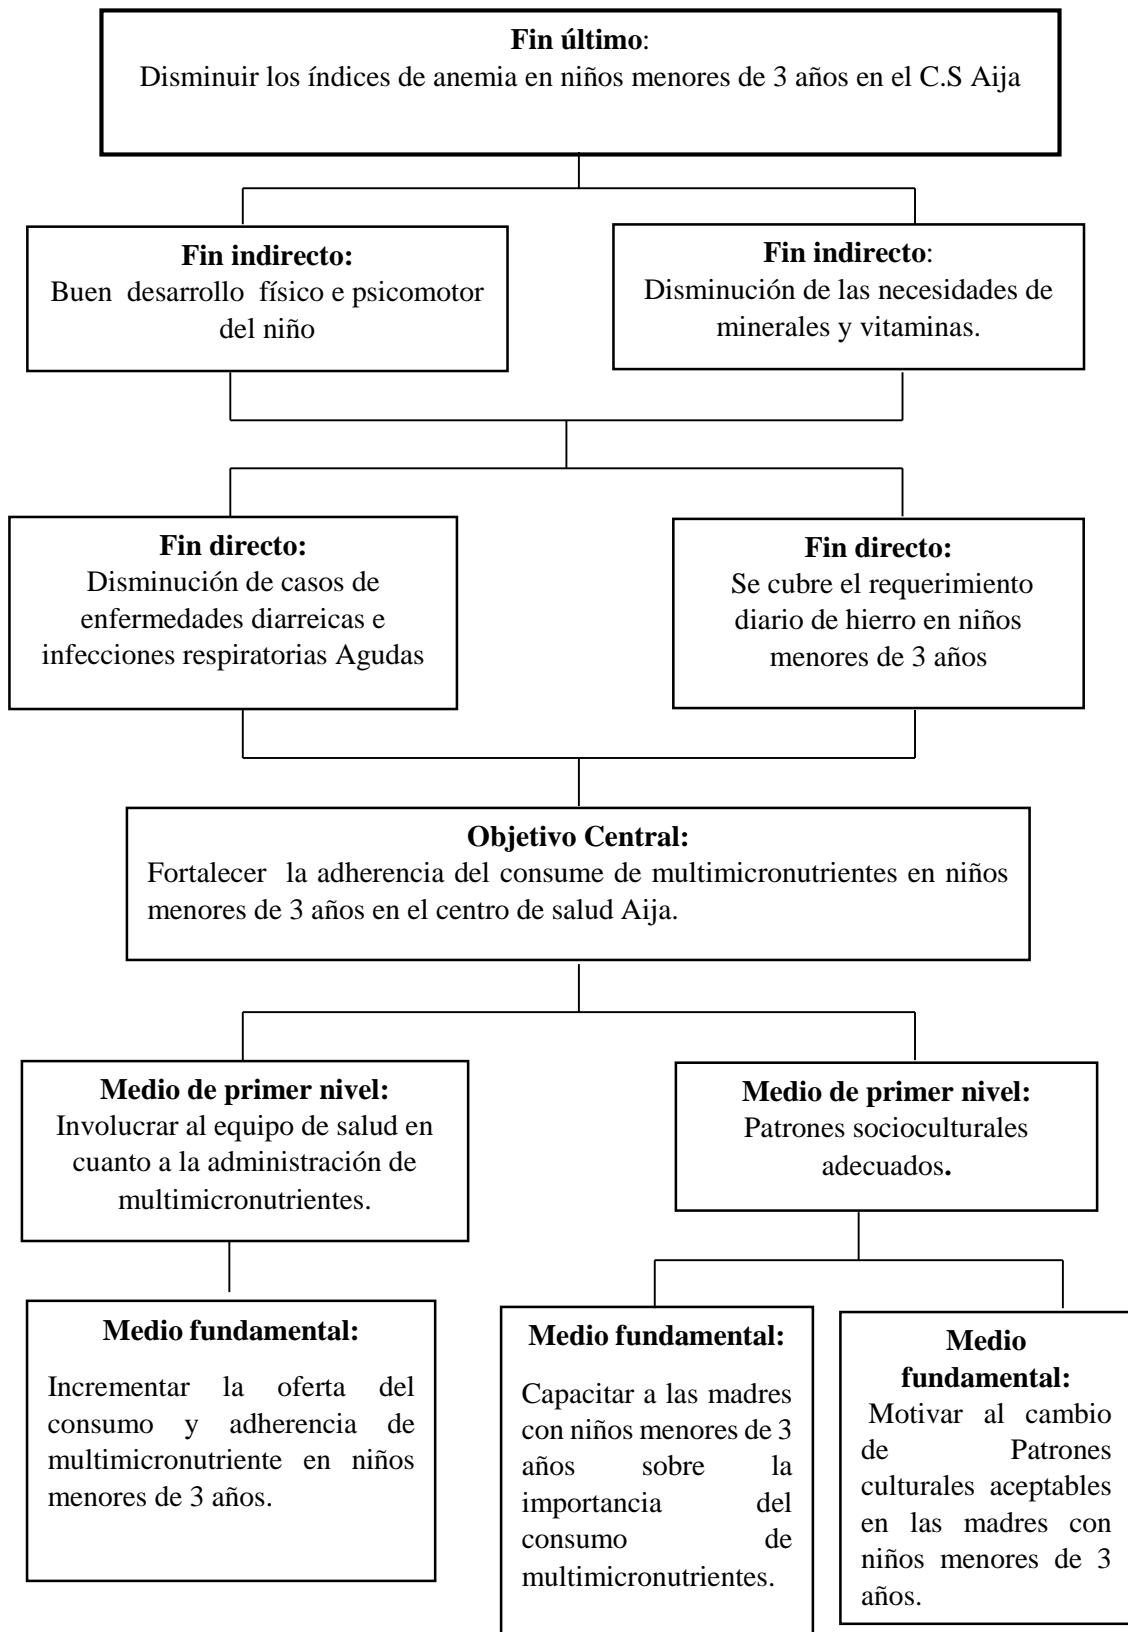 Fin último:
Disminuir los índices de anemia en niños menores de 3 años en el C.S Aija
Fin indirecto:
Buen desarrollo físico e psicomotor
del niño
Fin indirecto:
Disminución de las necesidades de
minerales y vitaminas.
Fin directo:
Disminución de casos de
enfermedades diarreicas e
infecciones respiratorias Agudas
Fin directo:
Se cubre el requerimiento
diario de hierro en niños
menores de 3 años
Objetivo Central:
Fortalecer la adherencia del consume de multimicronutrientes en niños
menores de 3 años en el centro de salud Aija.
Medio de primer nivel:
Involucrar al equipo de salud en
cuanto a la administración de
multimicronutrientes.
Medio de primer nivel:
Patrones socioculturales
adecuados.
Medio fundamental:
Incrementar la oferta del
consumo y adherencia de
multimicronutriente en niños
menores de 3 años.
Medio fundamental:
Capacitar a las madres
con niños menores de 3
años sobre la
importancia del
consumo de
multimicronutrientes.
Medio
fundamental:
Motivar al cambio
de Patrones
culturales aceptables
en las madres con
niños menores de 3
años.